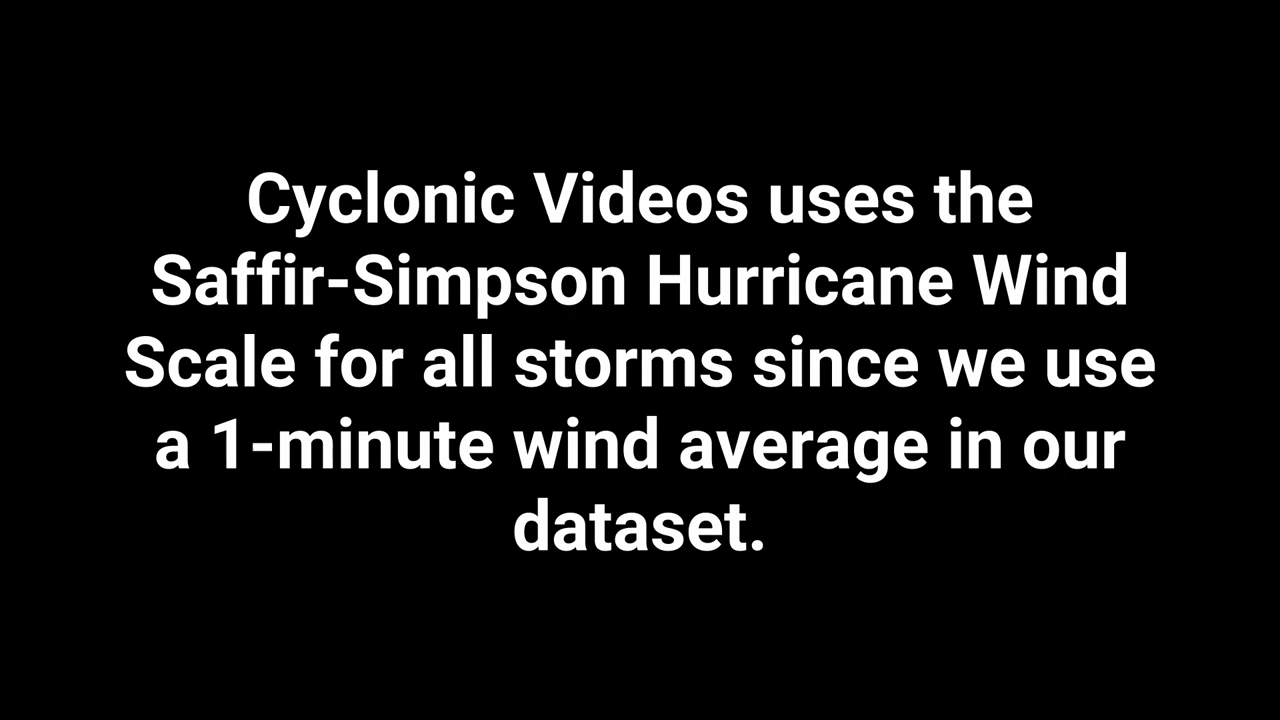 Cyclonic Videos uses the
Saffir-Simpson Hurricane Wind
Scale for all storms since we use
a 1-minute wind average in our
dataset.